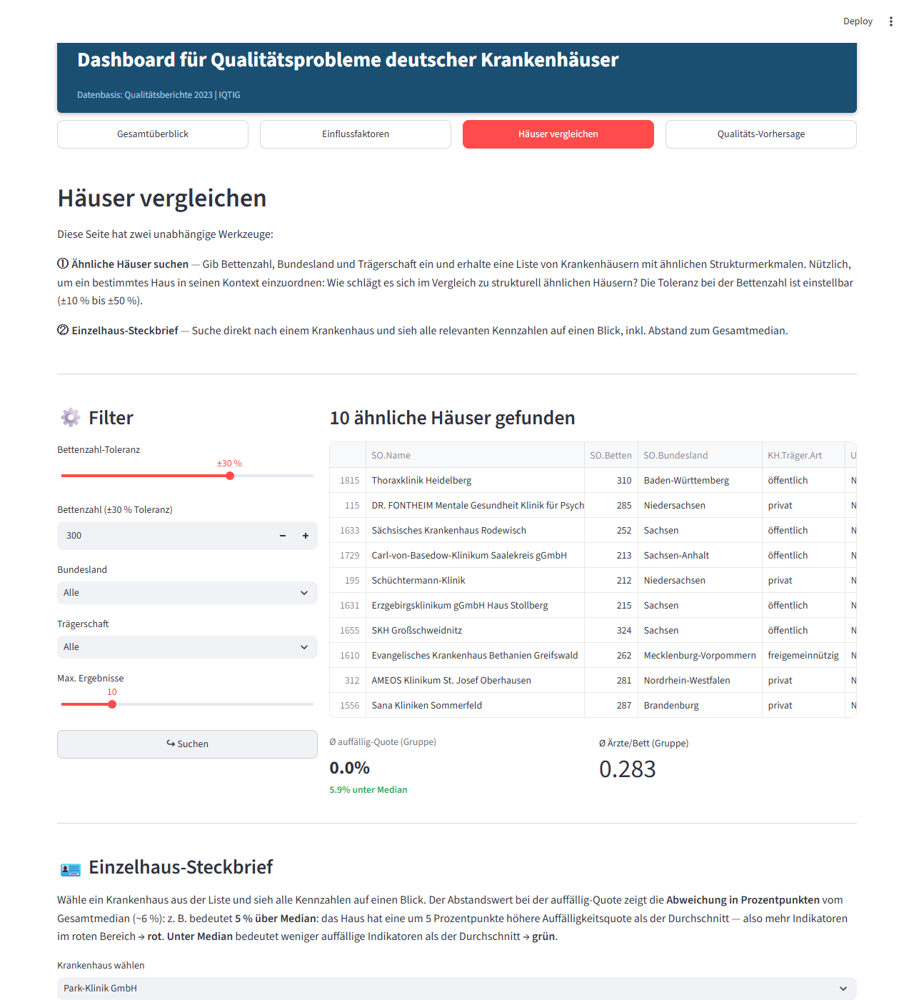 Deploy
Dashboard für Qualitätsprobleme deutscher Krankenhäuser
Datenbasis: Qualitätsberichte 2023 | IQTIG
Gesamtüberblick
Einflussfaktoren
Häuser vergleichen
Qualitäts-Vorhersage
Häuser vergleichen
Diese Seite hat zwei unabhängige Werkzeuge:
① Ähnliche Häuser suchen — Gib Bettenzahl, Bundesland und Trägerschaft ein und erhalte eine Liste von Krankenhäusern mit ähnlichen Strukturmerkmalen. Nützlich,
um ein bestimmtes Haus in seinen Kontext einzuordnen: Wie schlägt es sich im Vergleich zu strukturell ähnlichen Häusern? Die Toleranz bei der Bettenzahl ist einstellbar
(±10 % bis ±50 %).
② Einzelhaus-Steckbrief — Suche direkt nach einem Krankenhaus und sieh alle relevanten Kennzahlen auf einen Blick, inkl. Abstand zum Gesamtmedian.
Filter
Bettenzahl-Toleranz
±30 %
Bettenzahl (±30 % Toleranz)
300
Bundesland
Alle
Trägerschaft
Alle
Max. Ergebnisse
10
↪ Suchen
10 ähnliche Häuser gefunden
SO.Name SO.Betten SO.Bundesland KH.Träger.Art U
1815 Thoraxklinik Heidelberg 310 Baden-Württemberg öffentlich N
115 DR. FONTHEIM Mentale Gesundheit Klinik für Psych 285 Niedersachsen privat N
1633 Sächsisches Krankenhaus Rodewisch 252 Sachsen öffentlich N
1729 Carl-von-Basedow-Klinikum Saalekreis gGmbH 213 Sachsen-Anhalt öffentlich N
195 Schüchtermann-Klinik 212 Niedersachsen privat N
1631 Erzgebirgsklinikum gGmbH Haus Stollberg 215 Sachsen öffentlich N
1655 SKH Großschweidnitz 324 Sachsen öffentlich N
1610 Evangelisches Krankenhaus Bethanien Greifswald 262 Mecklenburg-Vorpommern freigemeinnützig N
312 AMEOS Klinikum St. Josef Oberhausen 281 Nordrhein-Westfalen privat N
1556 Sana Kliniken Sommerfeld 287 Brandenburg privat N
Ø auffällig-Quote (Gruppe)
0.0%
5.9% unter Median
Ø Ärzte/Bett (Gruppe)
0.283
Einzelhaus-Steckbrief
Wähle ein Krankenhaus aus der Liste und sieh alle Kennzahlen auf einen Blick. Der Abstandswert bei der auffällig-Quote zeigt die Abweichung in Prozentpunkten vom
Gesamtmedian (~6 %): z. B. bedeutet 5 % über Median: das Haus hat eine um 5 Prozentpunkte höhere Auffälligkeitsquote als der Durchschnitt — also mehr Indikatoren
im roten Bereich → rot. Unter Median bedeutet weniger auffällige Indikatoren als der Durchschnitt → grün.
Krankenhaus wählen
Park-Klinik GmbH